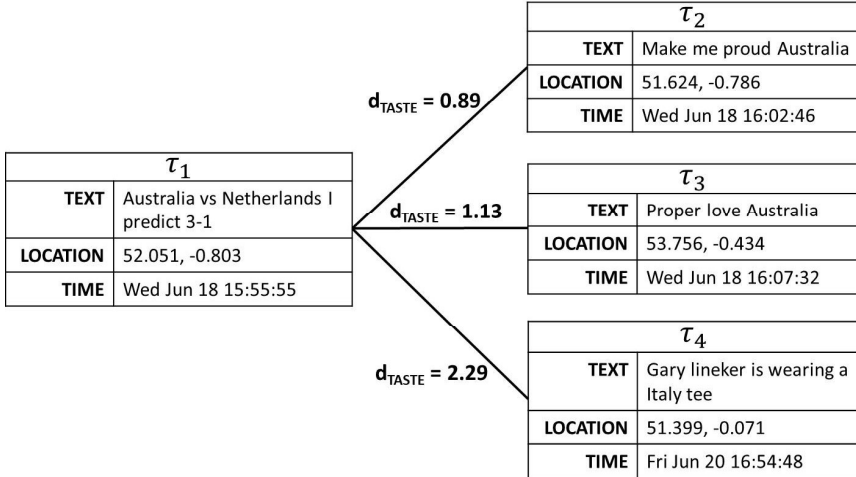 τ2
TEXT Make me proud Australia
LOCATION 51.624, -0.786
TIME Wed Jun 18 16:02:46
dTASTE = 0.89
τ1
TEXT Australia vs Netherlands I
predict 3-1
LOCATION 52.051, -0.803
TIME Wed Jun 18 15:55:55
dTASTE = 1.13
τ3
TEXT Proper love Australia
LOCATION 53.756, -0.434
TIME Wed Jun 18 16:07:32
dTASTE = 2.29
τ4
TEXT Gary lineker is wearing a
Italy tee
LOCATION 51.399, -0.071
TIME Fri Jun 20 16:54:48